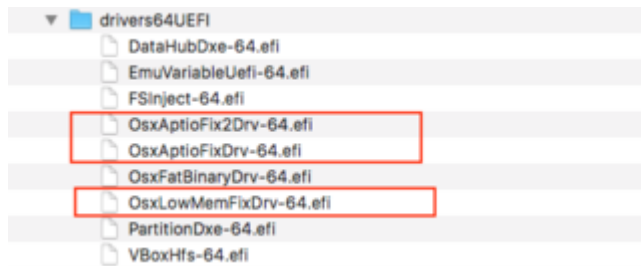 drivers64UEFI
DataHubDxe-64.efi
EmuVariableUefi-64.efi
FSInject-64.efi
OsxAptioFix2Drv-64.efi
OsxAptioFixDrv-64.efi
OsxFatBinaryDrv-64.efi
OsxLowMemFixDrv-64.efi
PartitionDxe-64.efi
VBoxHfs-64.efi